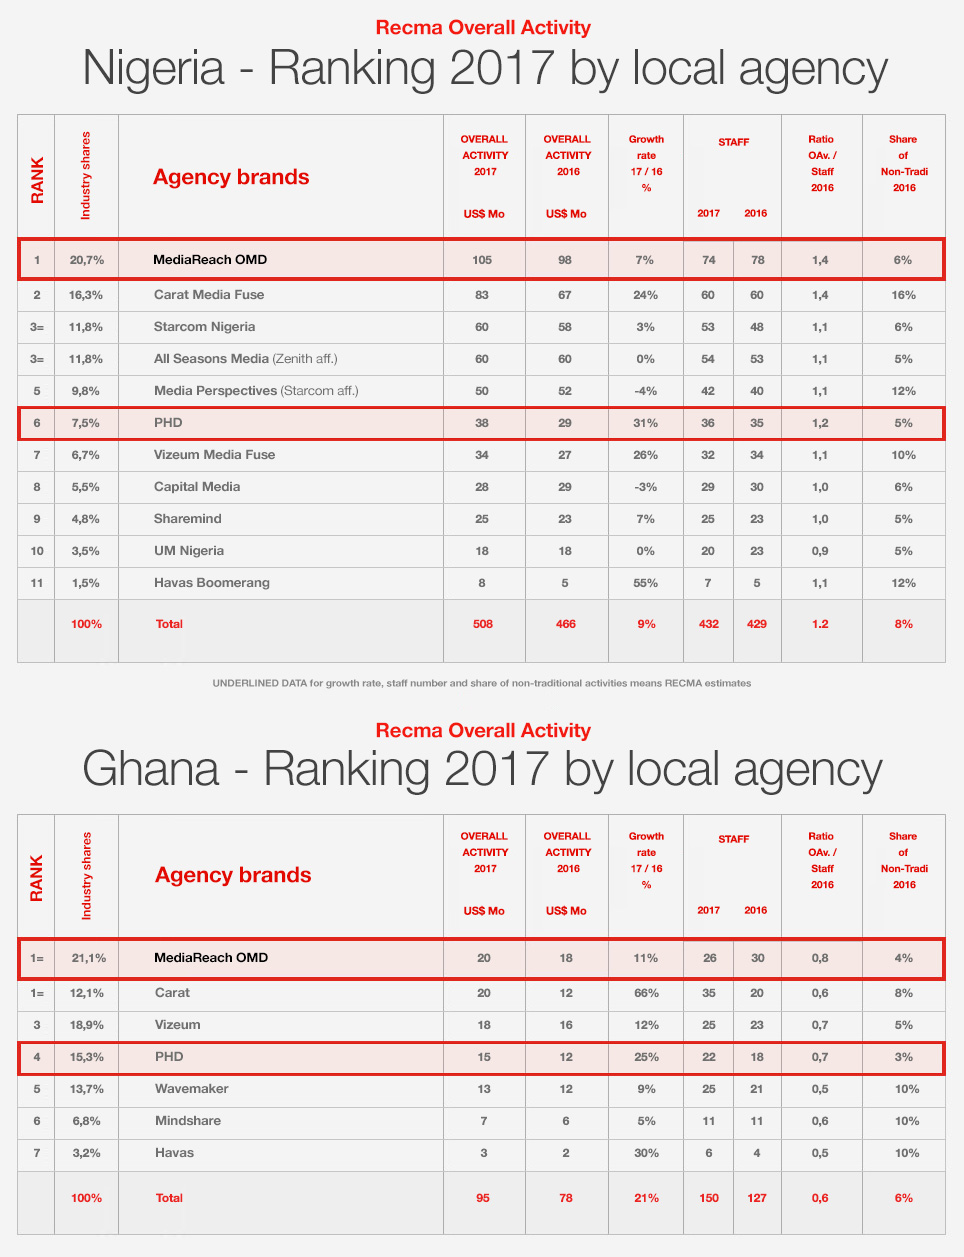 Recma Overall Activity
Nigeria - Ranking 2017 by local agency
RANK Industry shares Agency brands OVERALL ACTIVITY 2017 US$ Mo OVERALL ACTIVITY 2016 US$ Mo Growth rate 17 / 16 % STAFF 2017 2016 Ratio OAv. / Staff 2016 Share of Non-Tradi 2016
1 20,7% MediaReach OMD 105 98 7% 74 78 1,4 6%
2 16,3% Carat Media Fuse 83 67 24% 60 60 1,4 16%
3= 11,8% Starcom Nigeria 60 58 3% 53 48 1,1 6%
3= 11,8% All Seasons Media (Zenith aff.) 60 60 0% 54 53 1,1 5%
5 9,8% Media Perspectives (Starcom aff.) 50 52 -4% 42 40 1,1 12%
6 7,5% PHD 38 29 31% 36 35 1,2 5%
7 6,7% Vizeum Media Fuse 34 27 26% 32 34 1,1 10%
8 5,5% Capital Media 28 29 -3% 29 30 1,0 6%
9 4,8% Sharemind 25 23 7% 25 23 1,0 5%
10 3,5% UM Nigeria 18 18 0% 20 23 0,9 5%
11 1,5% Havas Boomerang 8 5 55% 7 5 1,1 12%
100% Total 508 466 9% 432 429 1.2 8%
UNDERLINED DATA for growth rate, staff number and share of non-traditional activities means RECMA estimates
Recma Overall Activity
Ghana - Ranking 2017 by local agency
RANK Industry shares Agency brands OVERALL ACTIVITY 2017 US$ Mo OVERALL ACTIVITY 2016 US$ Mo Growth rate 17 / 16 % STAFF 2017 2016 Ratio OAv. / Staff 2016 Share of Non-Tradi 2016
1= 21,1% MediaReach OMD 20 18 11% 26 30 0,8 4%
1= 12,1% Carat 20 12 66% 35 20 0,6 8%
3 18,9% Vizeum 18 16 12% 25 23 0,7 5%
4 15,3% PHD 15 12 25% 22 18 0,7 3%
5 13,7% Wavemaker 13 12 9% 25 21 0,5 10%
6 6,8% Mindshare 7 6 5% 11 11 0,6 10%
7 3,2% Havas 3 2 30% 6 4 0,5 10%
100% Total 95 78 21% 150 127 0,6 6%